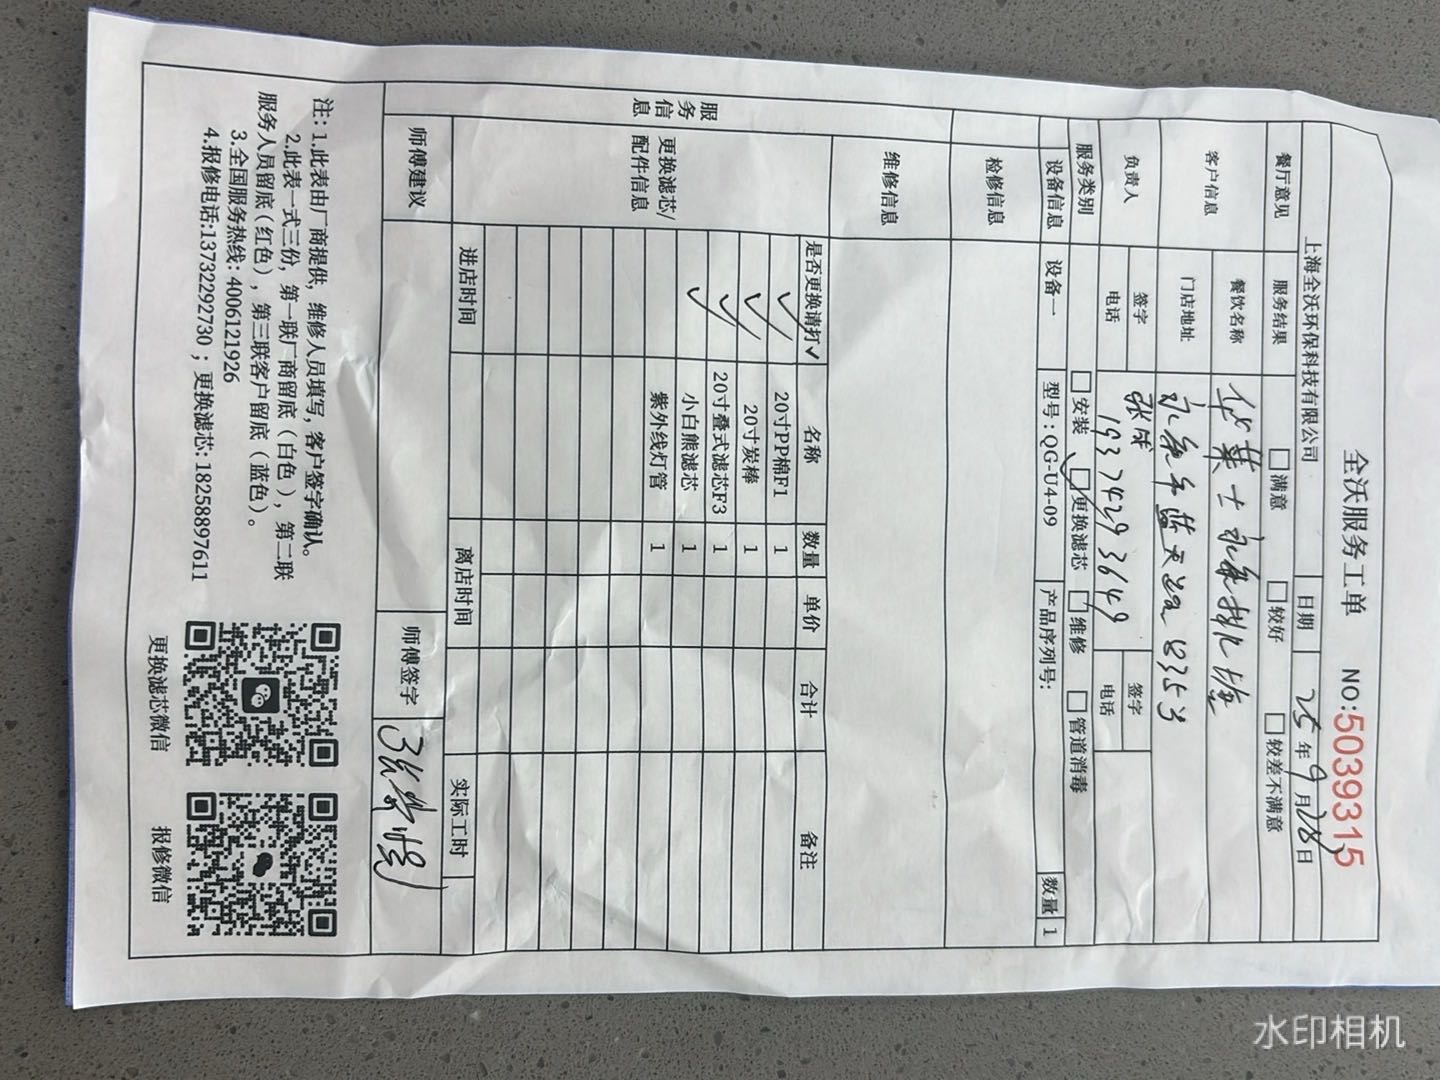 全沃服务工单 NO:5039315
上海全沃环保科技有限公司 日期 25年9月28日
餐厅意见 服务结果 □满意 □较好 □较差不满意
客户信息 餐饮名称 华莱士
门店地址 8353
负责人 签字 张成 签字
电话 19374293649 电话
服务类别 □安装 ☑更换滤芯 □维修 □管道消毒
设备信息 设备一 型号:QG-U4-09 产品序列号: 数量 1
检修信息
维修信息
服务信息
更换滤芯/配件信息
是否更换请打✓ 名称 数量 单价 合计 备注
✓ 20寸PP棉F1 1
✓ 20寸炭棒 1
✓ 20寸叠式滤芯F3 1
✓ 小白熊滤芯 1
紫外线灯管 1
进店时间 离店时间 实际工时
师傅建议 师傅签字
注:1.此表由厂商提供,维修人员填写,客户签字确认。
2.此表一式三份,第一联厂商留底(白色),第二联
服务人员留底(红色),第三联客户留底(蓝色)。
3.全国服务热线:4006121926
4.报修电话:13732292730;更换滤芯:18258897611
更换滤芯微信 报修微信
水印相机